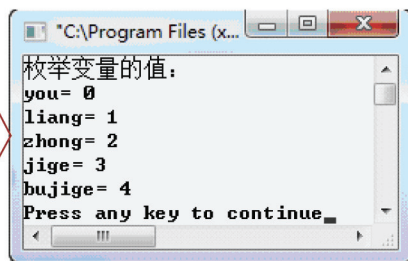 "C:\Program Files (x...
枚举变量的值:
you= 0
liang= 1
zhong= 2
jige= 3
bujige= 4
Press any key to continue_